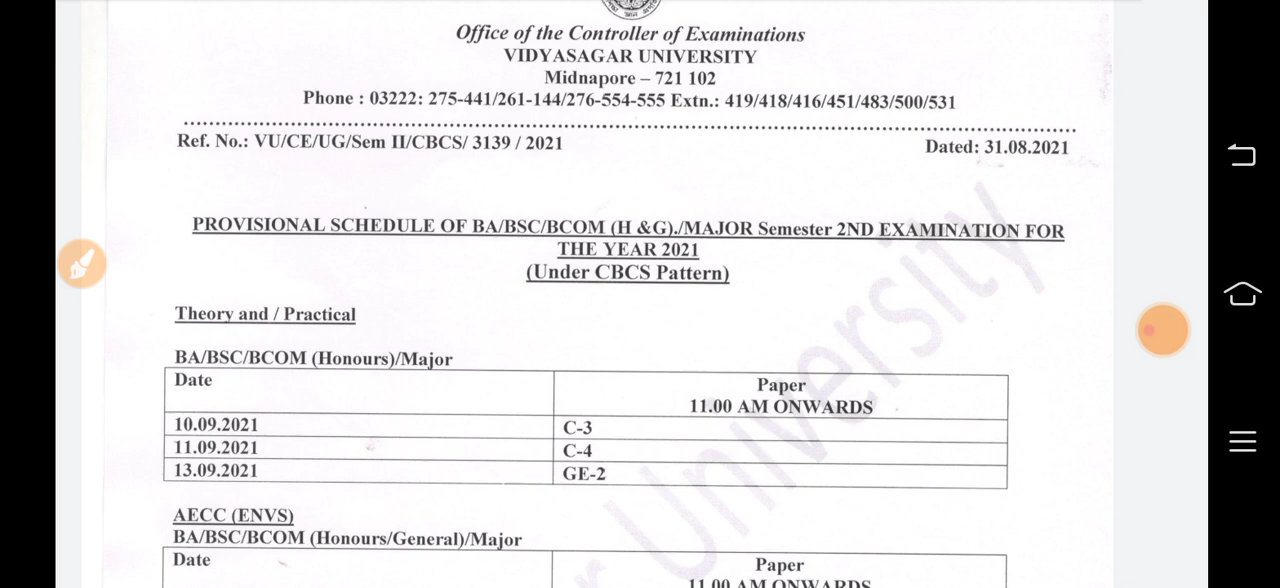 Office of the Controller of Examinations
VIDYASAGAR UNIVERSITY
Midnapore – 721 102
Phone : 03222: 275-441/261-144/276-554-555 Extn.: 419/418/416/451/483/500/531
Ref. No.: VU/CE/UG/Sem II/CBCS/ 3139 / 2021 Dated: 31.08.2021
PROVISIONAL SCHEDULE OF BA/BSC/BCOM (H &G)./MAJOR Semester 2ND EXAMINATION FOR
THE YEAR 2021
(Under CBCS Pattern)
Theory and / Practical
BA/BSC/BCOM (Honours)/Major
Date Paper
11.00 AM ONWARDS
10.09.2021 C-3
11.09.2021 C-4
13.09.2021 GE-2
AECC (ENVS)
BA/BSC/BCOM (Honours/General)/Major
Date Paper
11.00 AM ONWARDS
University